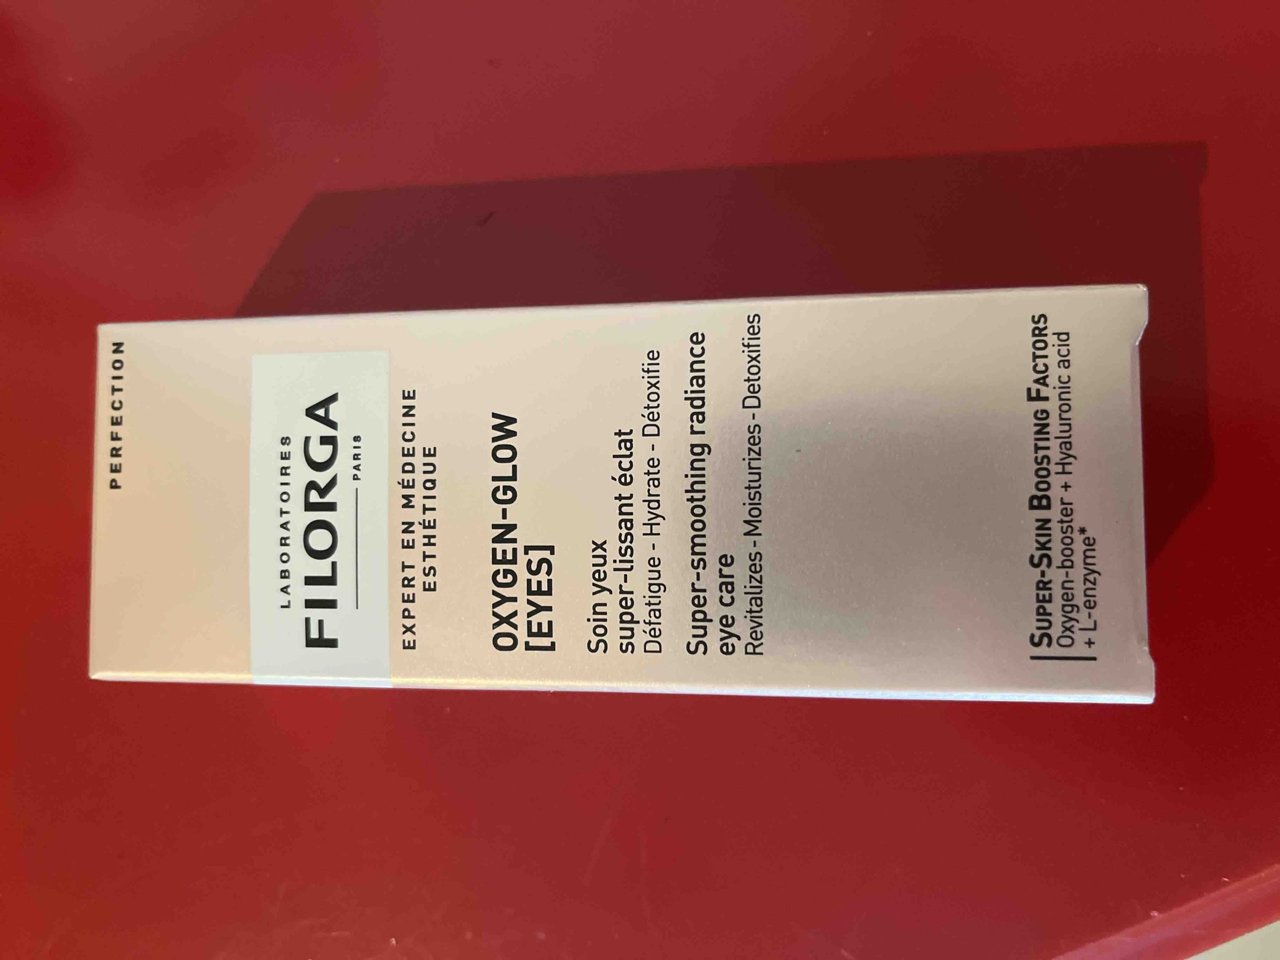 PERFECTION
LABORATOIRES
FILORGA
PARIS
EXPERT EN MÉDECINE
ESTHÉTIQUE
OXYGEN-GLOW
[EYES]
Soin yeux
super-lissant éclat
Défatigue - Hydrate - Détoxifie
Super-smoothing radiance
eye care
Revitalizes - Moisturizes - Detoxifies
SUPER-SKIN BOOSTING FACTORS
Oxygen-booster + Hyaluronic acid
+ L-enzyme*